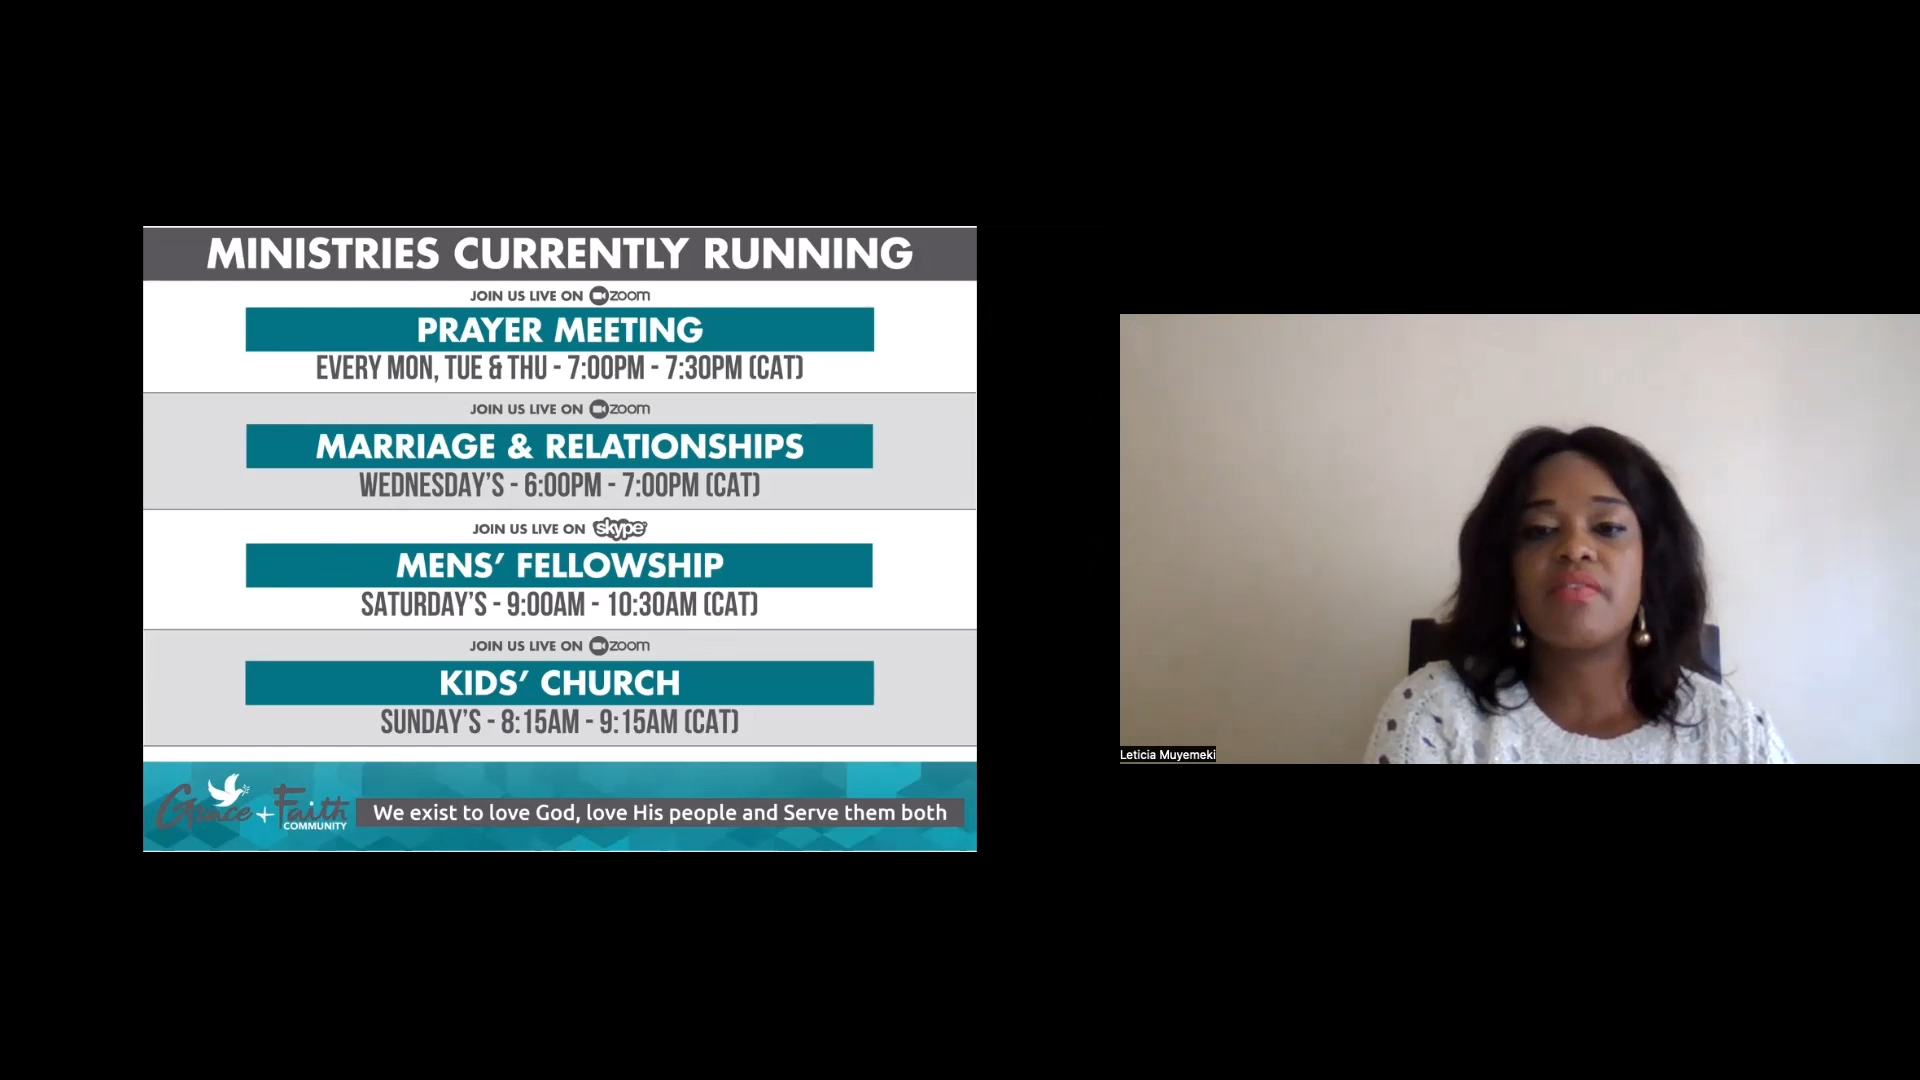 MINISTRIES CURRENTLY RUNNING
JOIN US LIVE ON zoom
PRAYER MEETING
EVERY MON, TUE & THU - 7:00PM - 7:30PM (CAT)
JOIN US LIVE ON zoom
MARRIAGE & RELATIONSHIPS
WEDNESDAY'S - 6:00PM - 7:00PM (CAT)
JOIN US LIVE ON skype
MENS' FELLOWSHIP
SATURDAY'S - 9:00AM - 10:30AM (CAT)
JOIN US LIVE ON zoom
KIDS' CHURCH
SUNDAY'S - 8:15AM - 9:15AM (CAT)
Grace + Faith
COMMUNITY
We exist to love God, love His people and Serve them both
Leticia Muyemeki